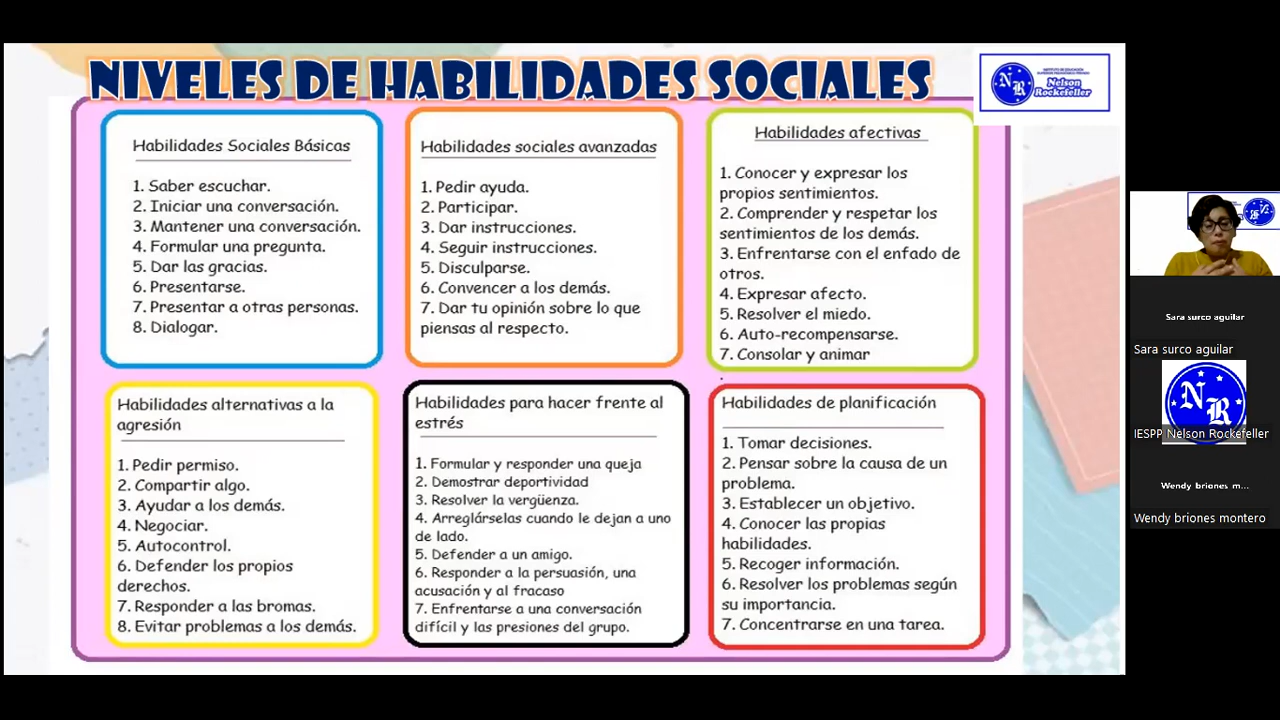 NIVELES DE HABILIDADES SOCIALES
INSTITUTO DE EDUCACIÓN
SUPERIOR PEDAGÓGICO PRIVADO
Nelson
Rockefeller
N R
Habilidades Sociales Básicas
1. Saber escuchar.
2. Iniciar una conversación.
3. Mantener una conversación.
4. Formular una pregunta.
5. Dar las gracias.
6. Presentarse.
7. Presentar a otras personas.
8. Dialogar.
Habilidades sociales avanzadas
1. Pedir ayuda.
2. Participar.
3. Dar instrucciones.
4. Seguir instrucciones.
5. Disculparse.
6. Convencer a los demás.
7. Dar tu opinión sobre lo que
piensas al respecto.
Habilidades afectivas
1. Conocer y expresar los
propios sentimientos.
2. Comprender y respetar los
sentimientos de los demás.
3. Enfrentarse con el enfado de
otros.
4. Expresar afecto.
5. Resolver el miedo.
6. Auto-recompensarse.
7. Consolar y animar
.
Habilidades alternativas a la
agresión
1. Pedir permiso.
2. Compartir algo.
3. Ayudar a los demás.
4. Negociar.
5. Autocontrol.
6. Defender los propios
derechos.
7. Responder a las bromas.
8. Evitar problemas a los demás.
Habilidades para hacer frente al
estrés
1. Formular y responder una queja
2. Demostrar deportividad
3. Resolver la vergüenza.
4. Arreglárselas cuando le dejan a uno
de lado.
5. Defender a un amigo.
6. Responder a la persuasión, una
acusación y al fracaso
7. Enfrentarse a una conversación
difícil y las presiones del grupo.
Habilidades de planificación
1. Tomar decisiones.
2. Pensar sobre la causa de un
problema.
3. Establecer un objetivo.
4. Conocer las propias
habilidades.
5. Recoger información.
6. Resolver los problemas según
su importancia.
7. Concentrarse en una tarea.
Sara surco aguilar
Sara surco aguilar
N R
IESPP Nelson Rockefeller
Wendy briones m...
Wendy briones montero